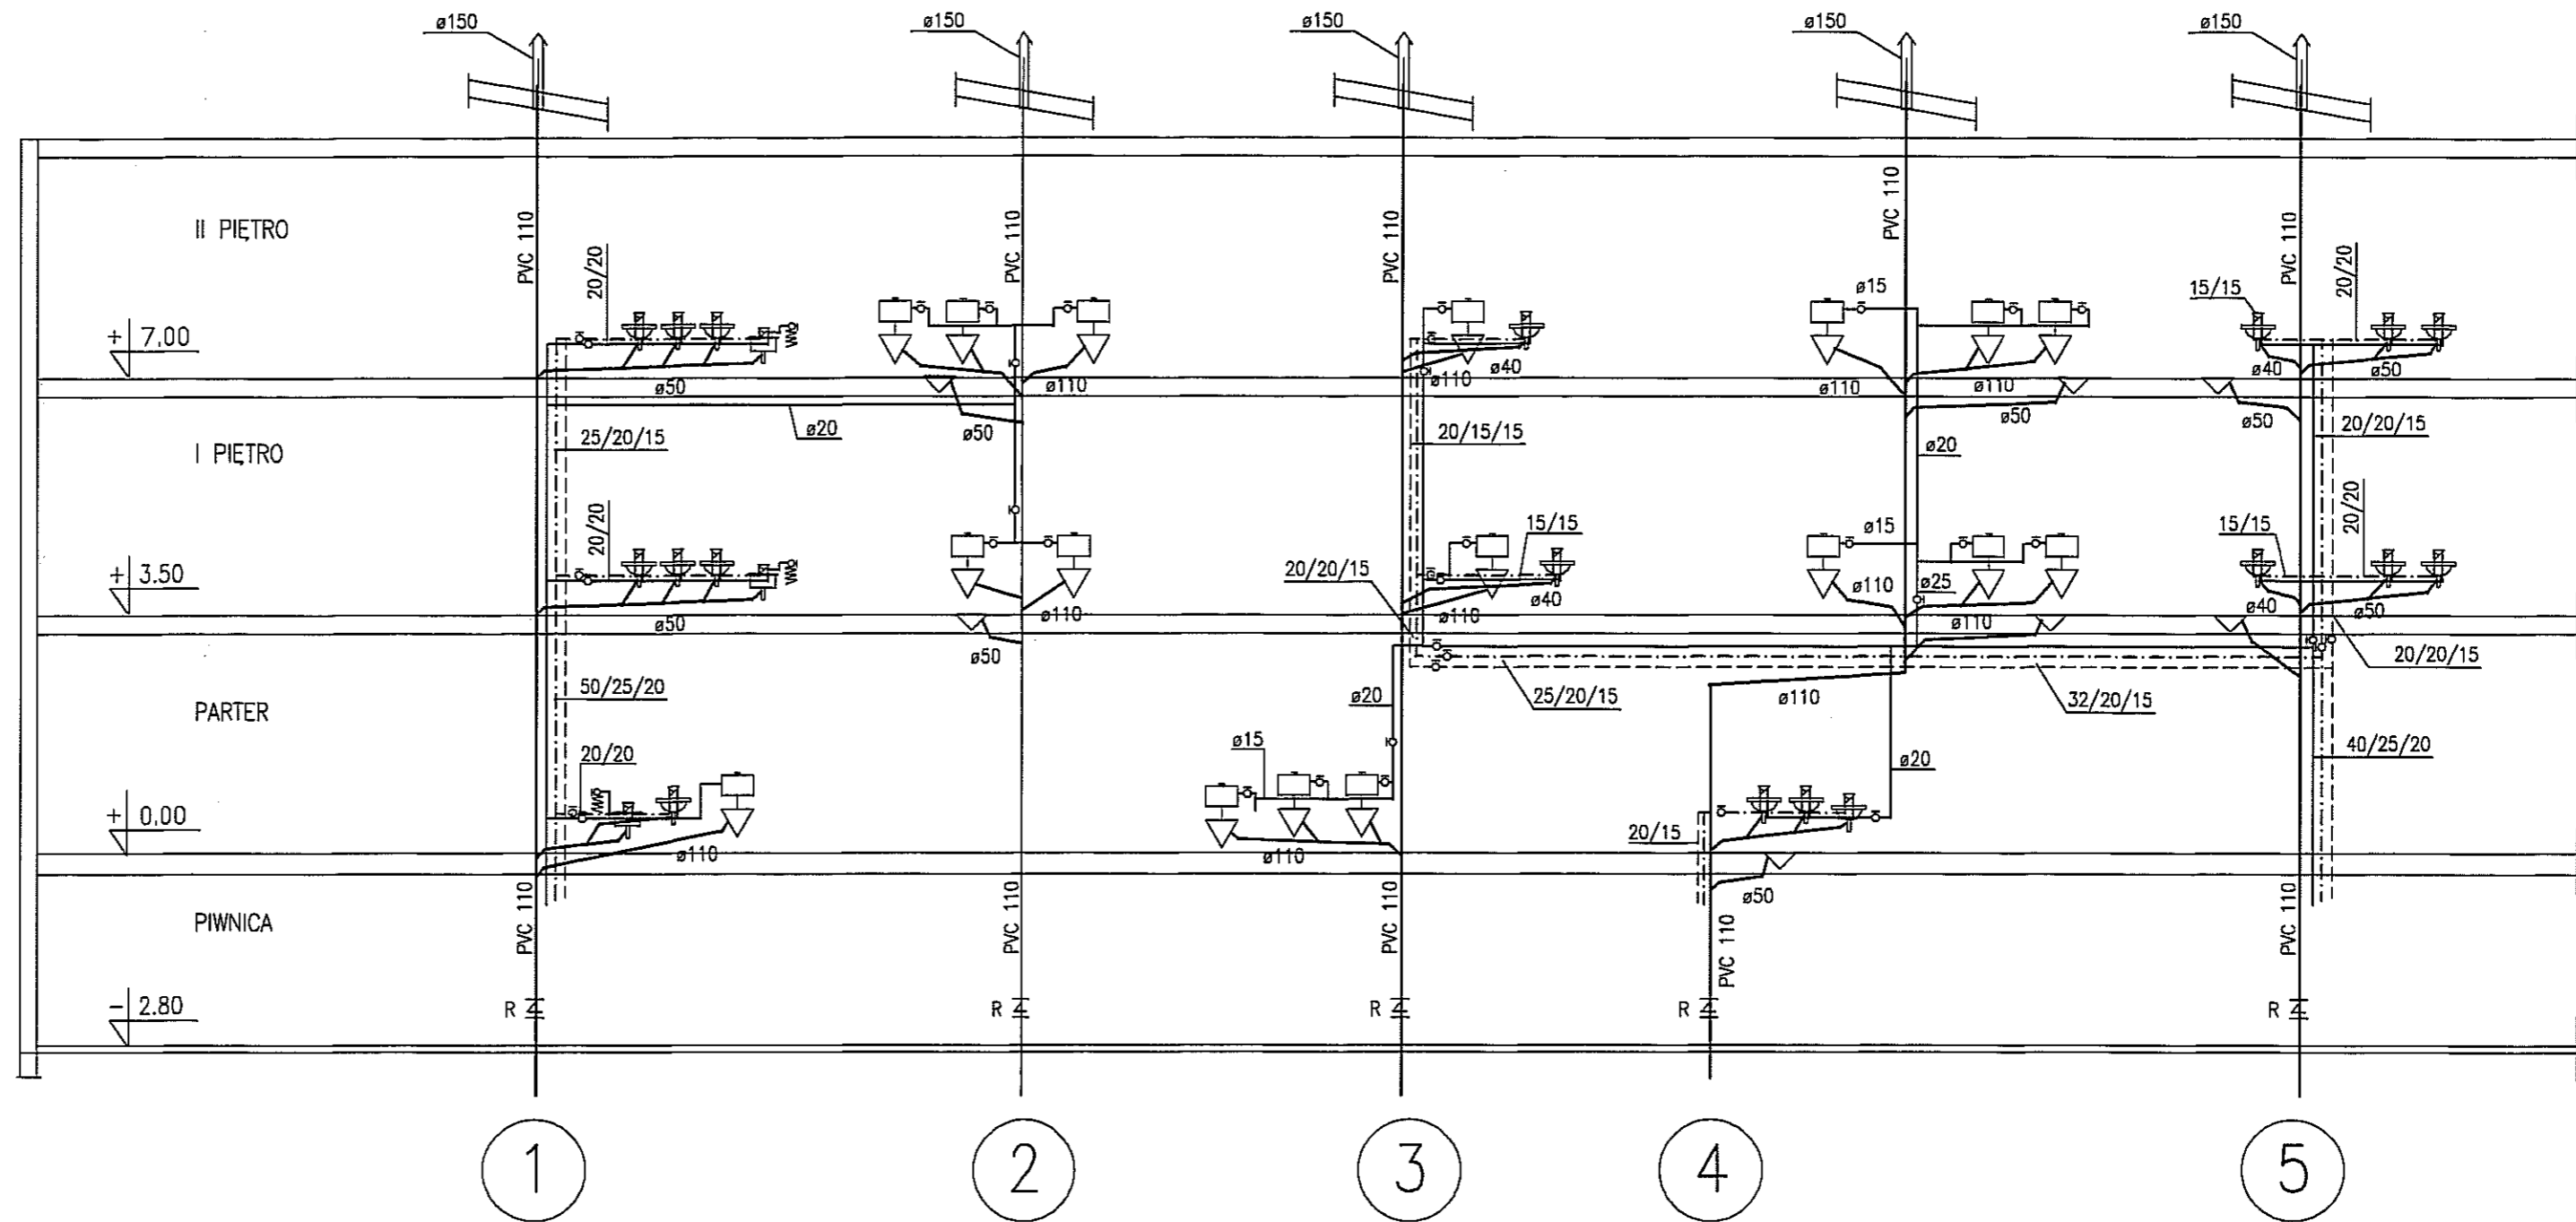 ø150 ø150 ø150 ø150 ø150
PVC 110 PVC 110 PVC 110 PVC 110 PVC 110
II PIĘTRO
20/20 ø15 15/15 20/20
+ 7,00
ø50 ø110 ø110 ø40 ø110 ø110 ø40 ø50
ø20 ø50 ø50 ø50
I PIĘTRO
25/20/15 20/15/15 ø20 20/20/15
20/20 15/15 ø15 15/15 20/20
+ 3.50
20/20/15 ø110 ø25
ø50 ø110 ø110 ø40 ø110 ø40 ø50
ø50 20/20/15
50/25/20 ø20 25/20/15 ø110 32/20/15
PARTER
20/20 ø15 ø20 40/25/20
+ 0,00
20/15
ø110 ø110
ø50
PIWNICA
PVC 110 PVC 110 PVC 110 PVC 110 PVC 110
- 2.80
R R R R R
1 2 3 4 5